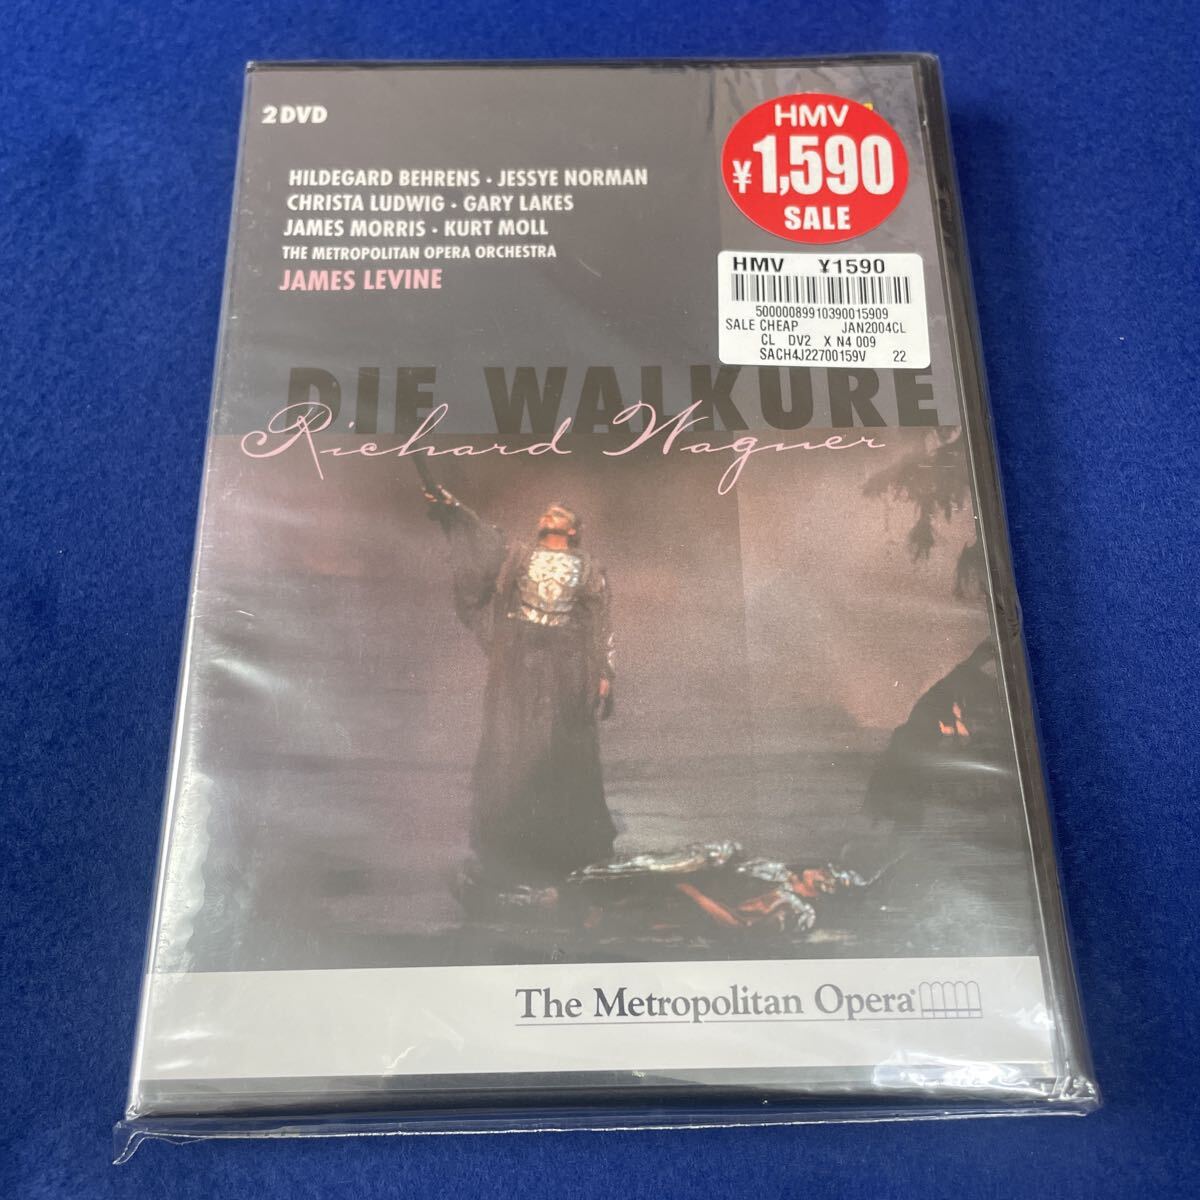 2 DVD
HILDEGARD BEHRENS · JESSYE NORMAN
CHRISTA LUDWIG · GARY LAKES
JAMES MORRIS · KURT MOLL
THE METROPOLITAN OPERA ORCHESTRA
JAMES LEVINE
HMV
¥1,590
SALE
HMV ¥1590
50000089910390015909
SALE CHEAP JAN2004CL
CL DV2 X N4 009
SACH4J22700159V 22
DIE WALKÜRE
Richard Wagner
The Metropolitan Opera®